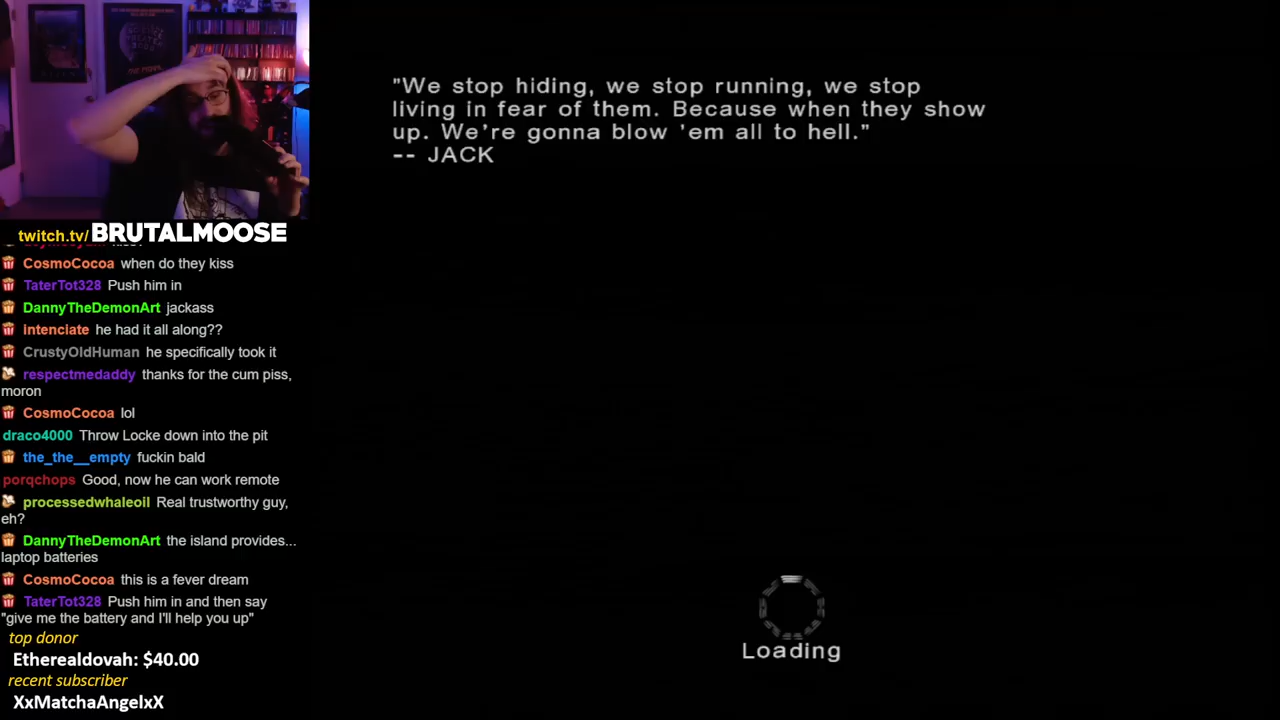 "We stop hiding, we stop running, we stop
living in fear of them. Because when they show
up. We're gonna blow 'em all to hell."
-- JACK
twitch.tv/BRUTALMOOSE
CosmoCocoa when do they kiss
TaterTot328 Push him in
DannyTheDemonArt jackass
intenciate he had it all along??
CrustyOldHuman he specifically took it
respectmedaddy thanks for the cum piss,
moron
CosmoCocoa lol
draco4000 Throw Locke down into the pit
the_the__empty fuckin bald
porqchops Good, now he can work remote
processedwhaleoil Real trustworthy guy,
eh?
DannyTheDemonArt the island provides...
laptop batteries
CosmoCocoa this is a fever dream
TaterTot328 Push him in and then say
"give me the battery and I'll help you up"
top donor
Etherealdovah: $40.00
recent subscriber
XxMatchaAngelxX
Loading